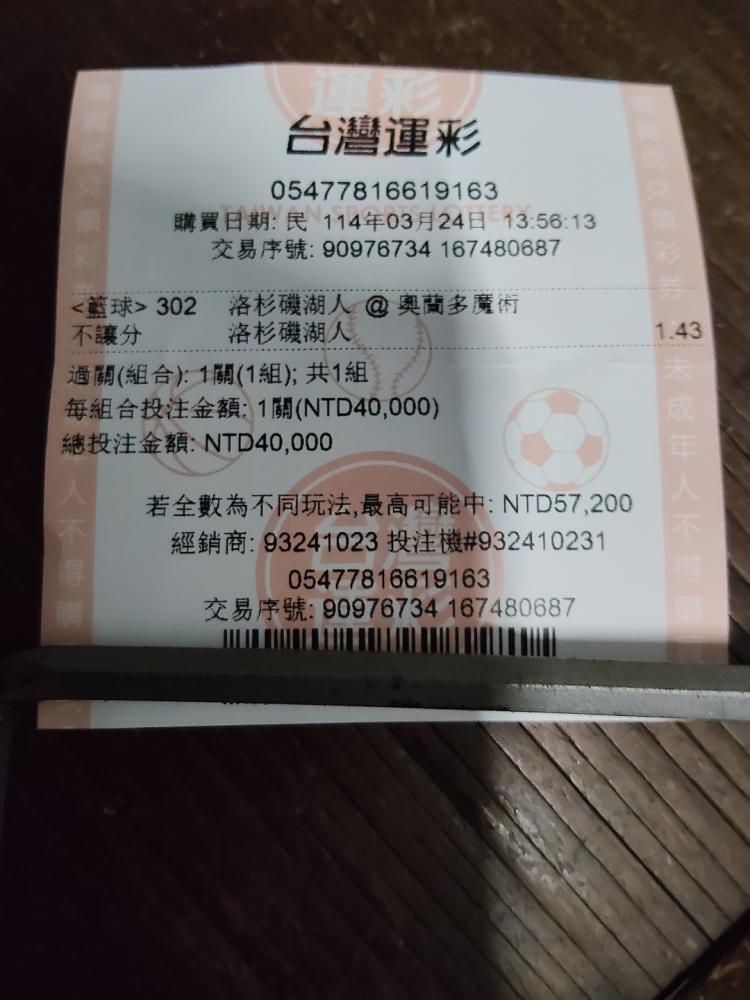 運彩
台灣運彩
05477816619163
TAIWAN SPORTS LOTTERY
購買日期: 民 114年03月24日 13:56:13
交易序號: 90976734 167480687
<籃球> 302 洛杉磯湖人 @ 奧蘭多魔術
不讓分 洛杉磯湖人 1.43
過關(組合): 1關(1組); 共1組
每組合投注金額: 1關(NTD40,000)
總投注金額: NTD40,000
若全數為不同玩法,最高可能中: NTD57,200
經銷商: 93241023 投注機#932410231
05477816619163
交易序號: 90976734 167480687
未成年人不得購